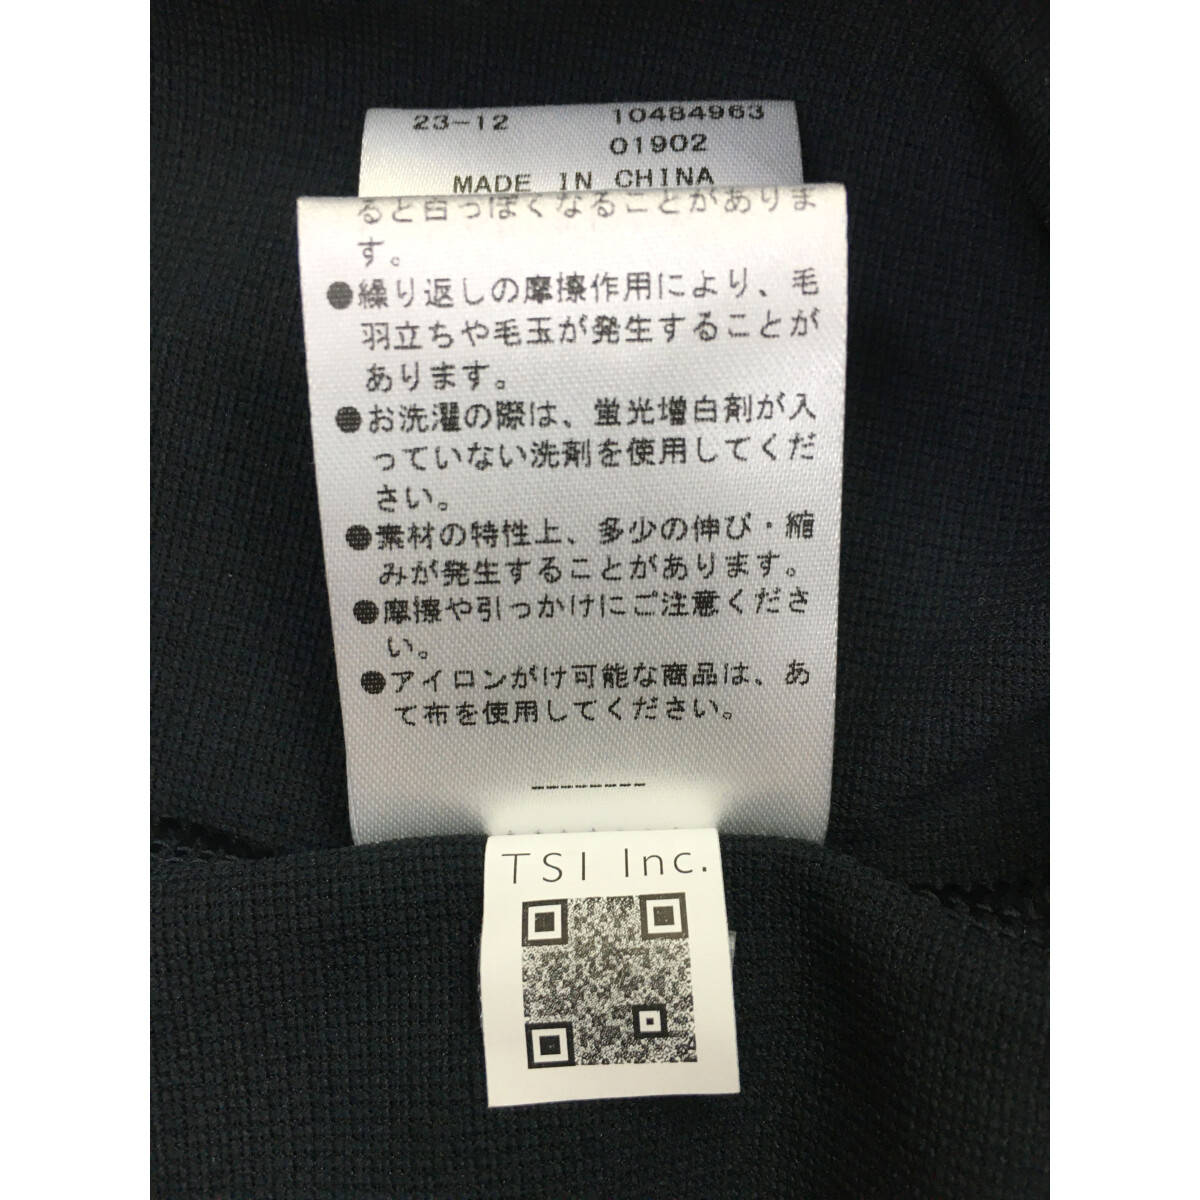 23-12 10484963
01902
MADE IN CHINA
ると白っぽくなることがありま
す。
●繰り返しの摩擦作用により、毛
羽立ちや毛玉が発生することが
あります。
●お洗濯の際は、蛍光増白剤が入
っていない洗剤を使用してくだ
さい。
●素材の特性上、多少の伸び・縮
みが発生することがあります。
●摩擦や引っかけにご注意くださ
い。
●アイロンがけ可能な商品は、あ
て布を使用してください。
TSI Inc.